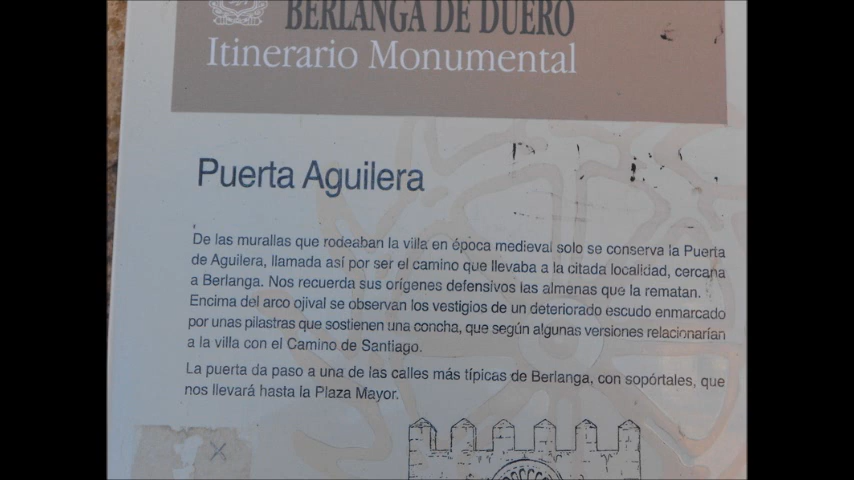 BERLANGA DE DUERO
Itinerario Monumental
Puerta Aguilera
De las murallas que rodeaban la villa en época medieval solo se conserva la Puerta
de Aguilera, llamada así por ser el camino que llevaba a la citada localidad, cercana
a Berlanga. Nos recuerda sus orígenes defensivos las almenas que la rematan.
Encima del arco ojival se observan los vestigios de un deteriorado escudo enmarcado
por unas pilastras que sostienen una concha, que según algunas versiones relacionarían
a la villa con el Camino de Santiago.
La puerta da paso a una de las calles más típicas de Berlanga, con sopórtales, que
nos llevará hasta la Plaza Mayor.